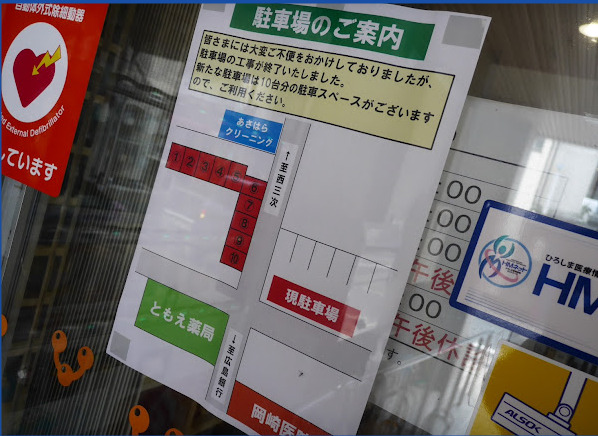 自動体外式除細動器
d External Defibrillator
しています
駐車場のご案内
皆さまには大変ご不便をおかけしておりましたが、
駐車場の工事が終了いたしました。
新たな駐車場は10台分の駐車スペースがございます
ので、ご利用ください。
あさはら
クリーニング
↑至西三次
1 2 3 4 5 6
7
8
9
10
現駐車場
ともえ薬局
↓至広島銀行
岡崎医院
:00
:00
:00
午後
00
午後休診
す。
ひろしま医療情
HM
ALSOK